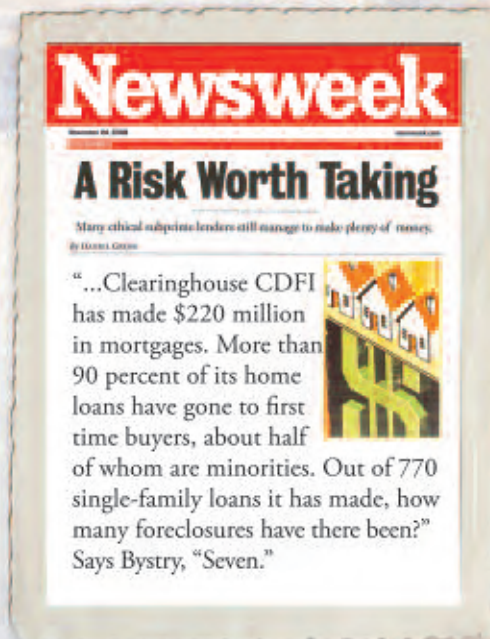 Newsweek
A Risk Worth Taking
Many ethical subprime lenders still manage to make plenty of money.
“...Clearinghouse CDFI
has made $220 million
in mortgages. More than
90 percent of its home
loans have gone to first
time buyers, about half
of whom are minorities. Out of 770
single-family loans it has made, how
many foreclosures have there been?”
Says Bystry, “Seven.”